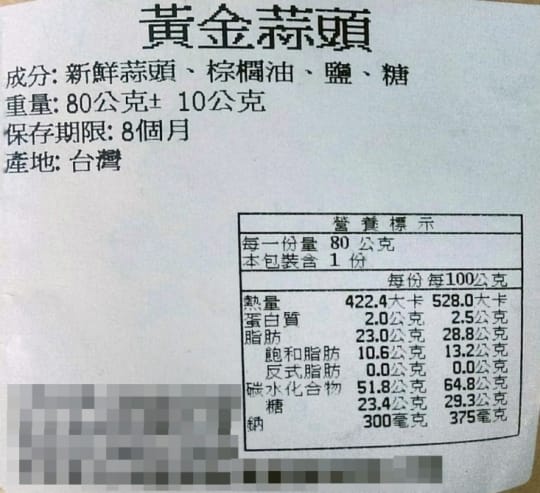 黃金蒜頭
成分: 新鮮蒜頭、棕櫚油、鹽、糖
重量: 80公克± 10公克
保存期限: 8個月
產地: 台灣
營養標示
每一份量 80 公克
本包裝含 1 份
每份 每100公克
熱量 422.4大卡 528.0大卡
蛋白質 2.0公克 2.5公克
脂肪 23.0公克 28.8公克
飽和脂肪 10.6公克 13.2公克
反式脂肪 0.0公克 0.0公克
碳水化合物 51.8公克 64.8公克
糖 23.4公克 29.3公克
鈉 300毫克 375毫克